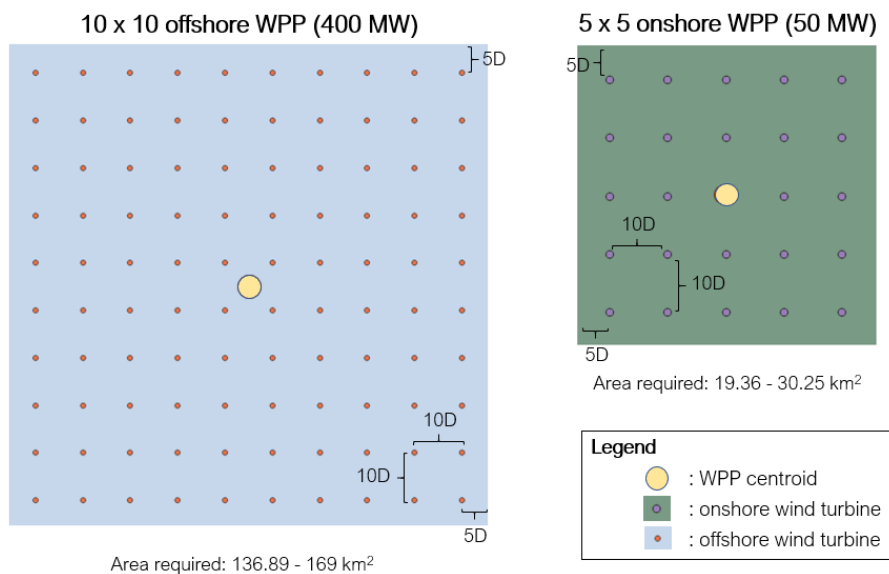 10 x 10 offshore WPP (400 MW)
5D
10D
10D
5D
Area required: 136.89 - 169 km²
5 x 5 onshore WPP (50 MW)
5D
10D
10D
5D
Area required: 19.36 - 30.25 km²
Legend
: WPP centroid
: onshore wind turbine
: offshore wind turbine